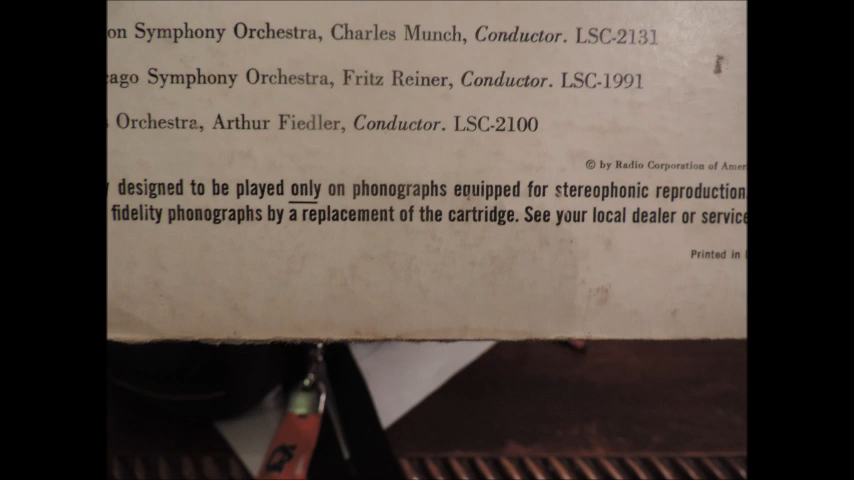 on Symphony Orchestra, Charles Munch, Conductor. LSC-2131
ago Symphony Orchestra, Fritz Reiner, Conductor. LSC-1991
Orchestra, Arthur Fiedler, Conductor. LSC-2100
© by Radio Corporation of Amer
designed to be played only on phonographs equipped for stereophonic reproduction.
fidelity phonographs by a replacement of the cartridge. See your local dealer or service
Printed in